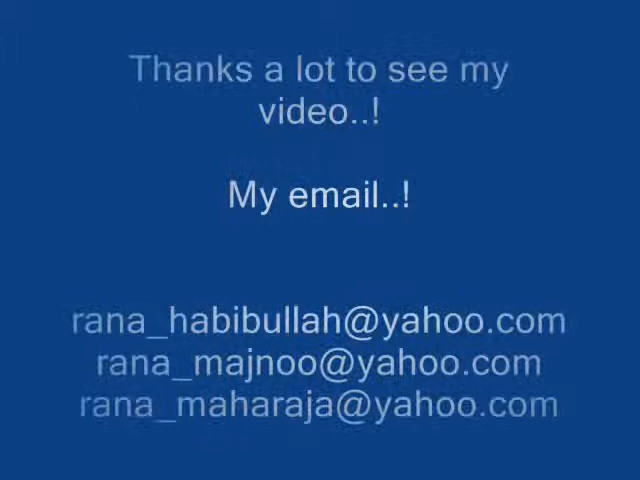 Thanks a lot to see my
video..!
My email..!
rana_habibullah@yahoo.com
rana_majnoo@yahoo.com
rana_maharaja@yahoo.com